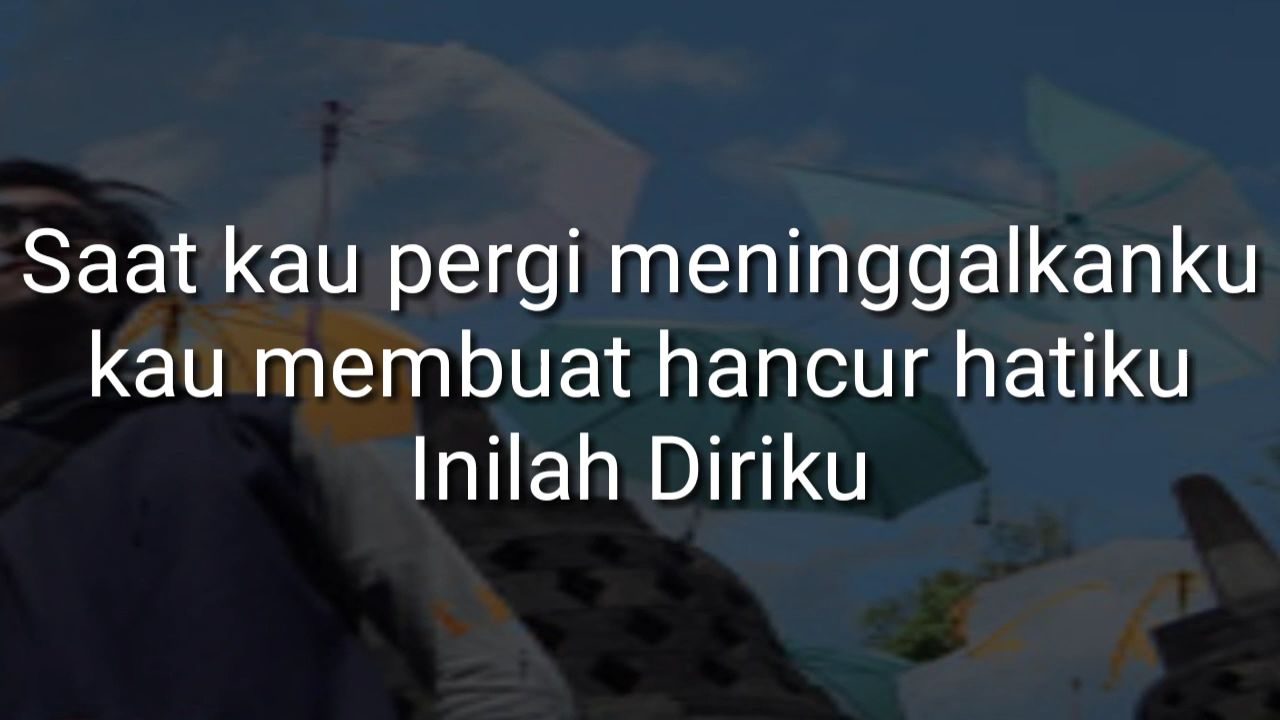 Saat kau pergi meninggalkanku
kau membuat hancur hatiku
Inilah Diriku